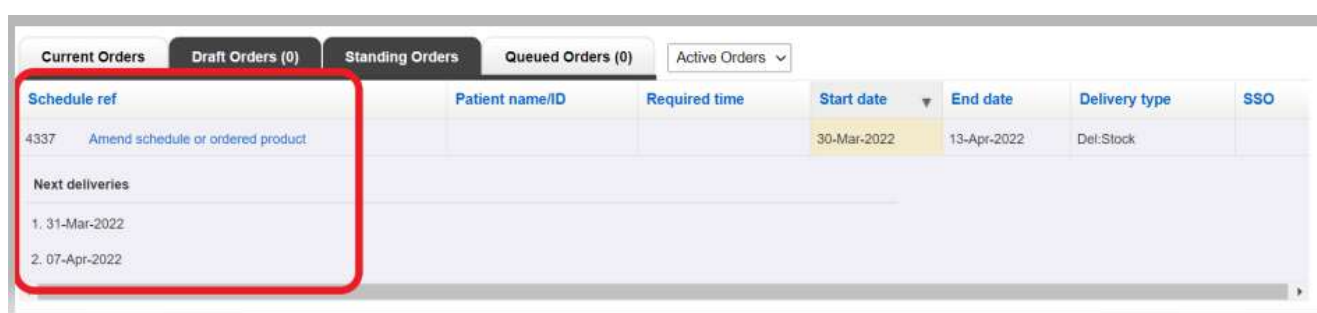 Current Orders Draft Orders (0) Standing Orders Queued Orders (0) Active Orders
Schedule ref Patient name/ID Required time Start date End date Delivery type SSO
4337 Amend schedule or ordered product 30-Mar-2022 13-Apr-2022 Del:Stock
Next deliveries
1. 31-Mar-2022
2. 07-Apr-2022